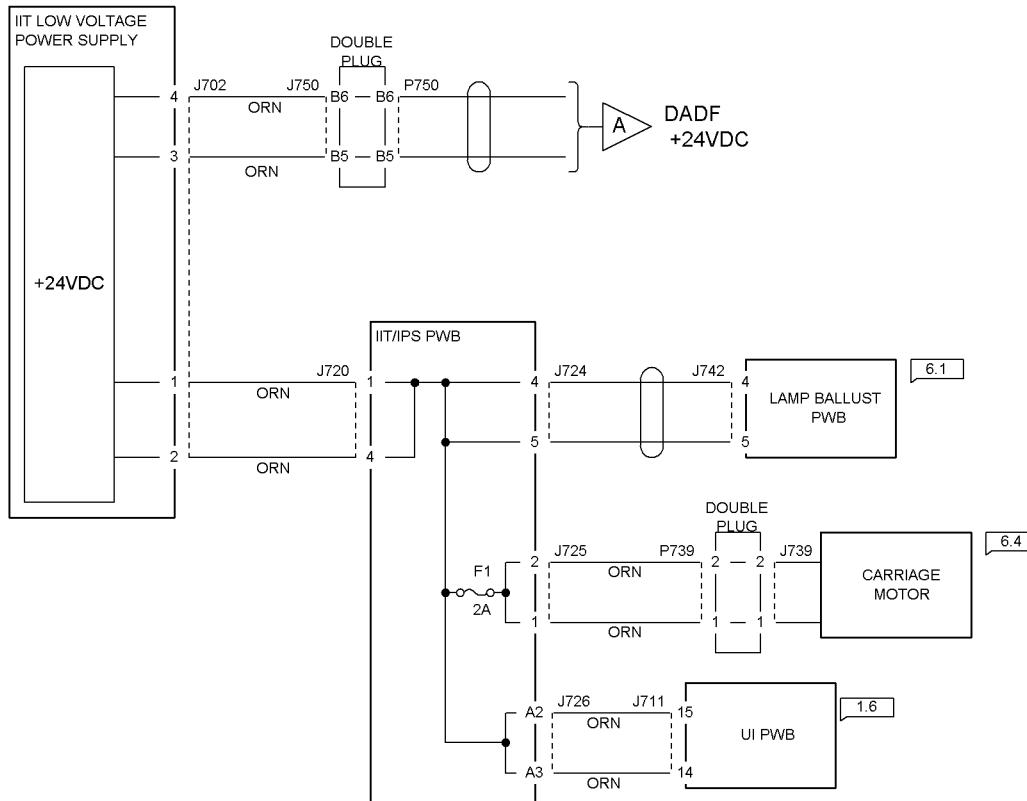 IIT LOW VOLTAGE
POWER SUPPLY
DOUBLE
PLUG
4 J702 J750 B6 B6 P750
ORN
A DADF
+24VDC
3 B5 B5
ORN
+24VDC
IIT/IPS PWB
1 J720 1 4 J724 J742 4 6.1
ORN
LAMP BALLUST
PWB
5 5
2 4
ORN
DOUBLE
PLUG
6.4
2 J725 P739 2 2 J739
F1 ORN
CARRIAGE
MOTOR
2A
1 1 1
ORN
1.6
A2 J726 J711 15
ORN
UI PWB
A3 14
ORN